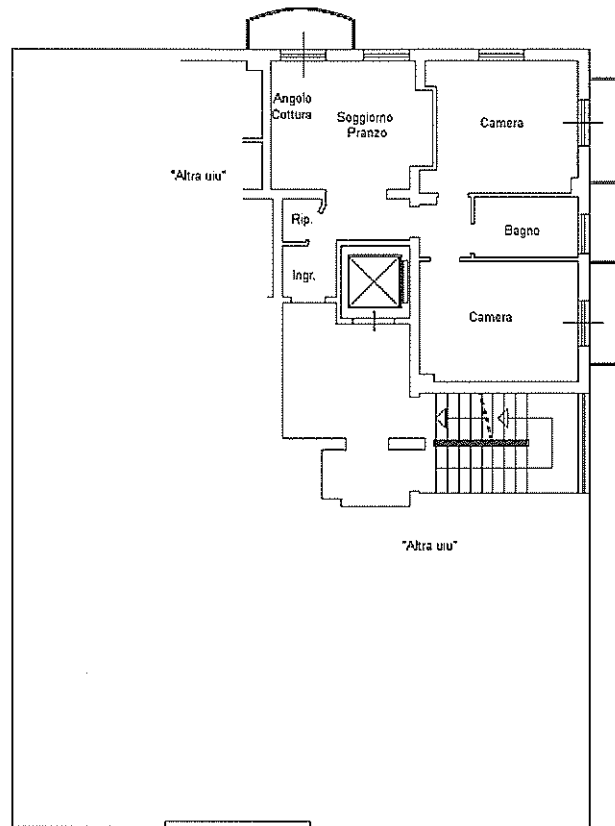 Angolo
Cottura
Soggiorno
Pranzo
Camera
"Altra uiu"
Rip.
Bagno
Ingr.
Camera
"Altra uiu"